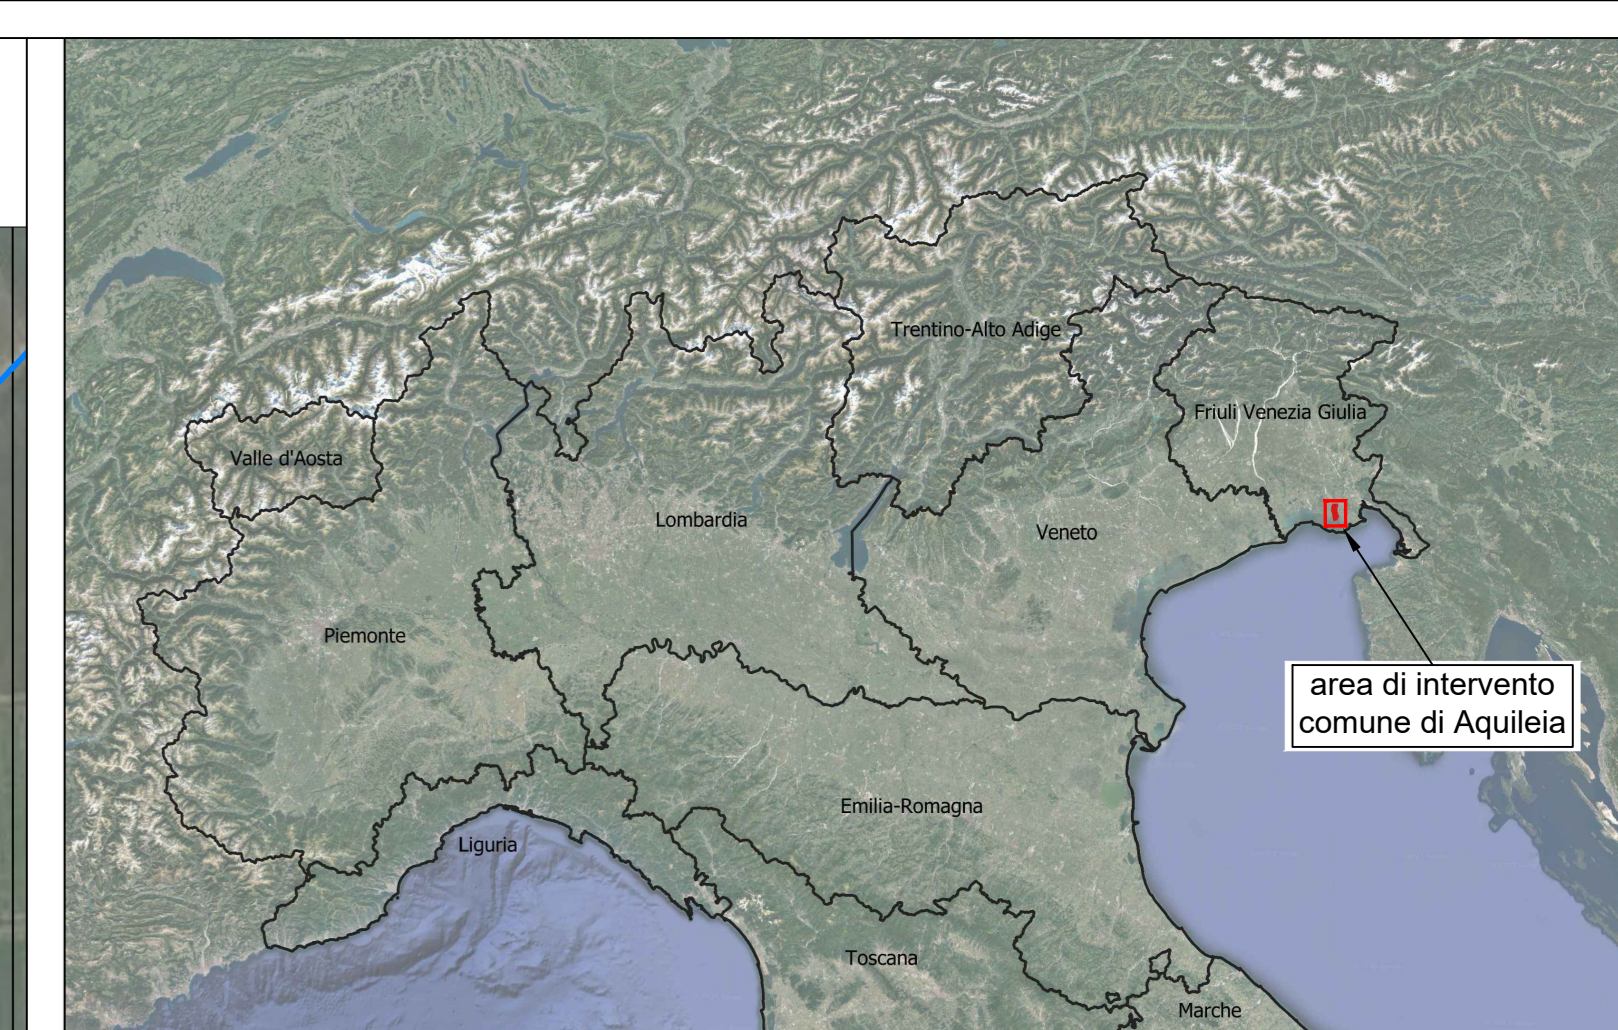 Trentino-Alto Adige
Friuli Venezia Giulia
Valle d'Aosta
Lombardia
Veneto
Piemonte
area di intervento
comune di Aquileia
Emilia-Romagna
Liguria
Toscana
Marche